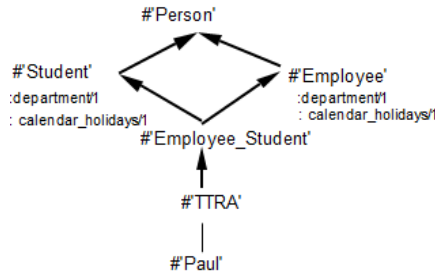 #'Person'
#'Student'
:department/1
: calendar_holidays/1
#'Employee'
:department/1
: calendar_holidays/1
#'Employee_Student'
#'TTRA'
#'Paul'